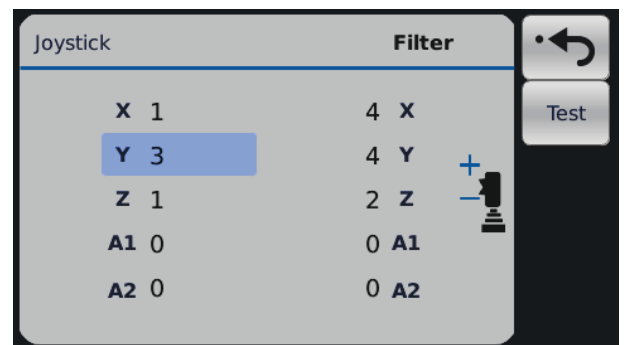 Joystick Filter
X 1 4 X
Y 3 4 Y
Test
Z 1 2 Z
A1 0 0 A1
A2 0 0 A2